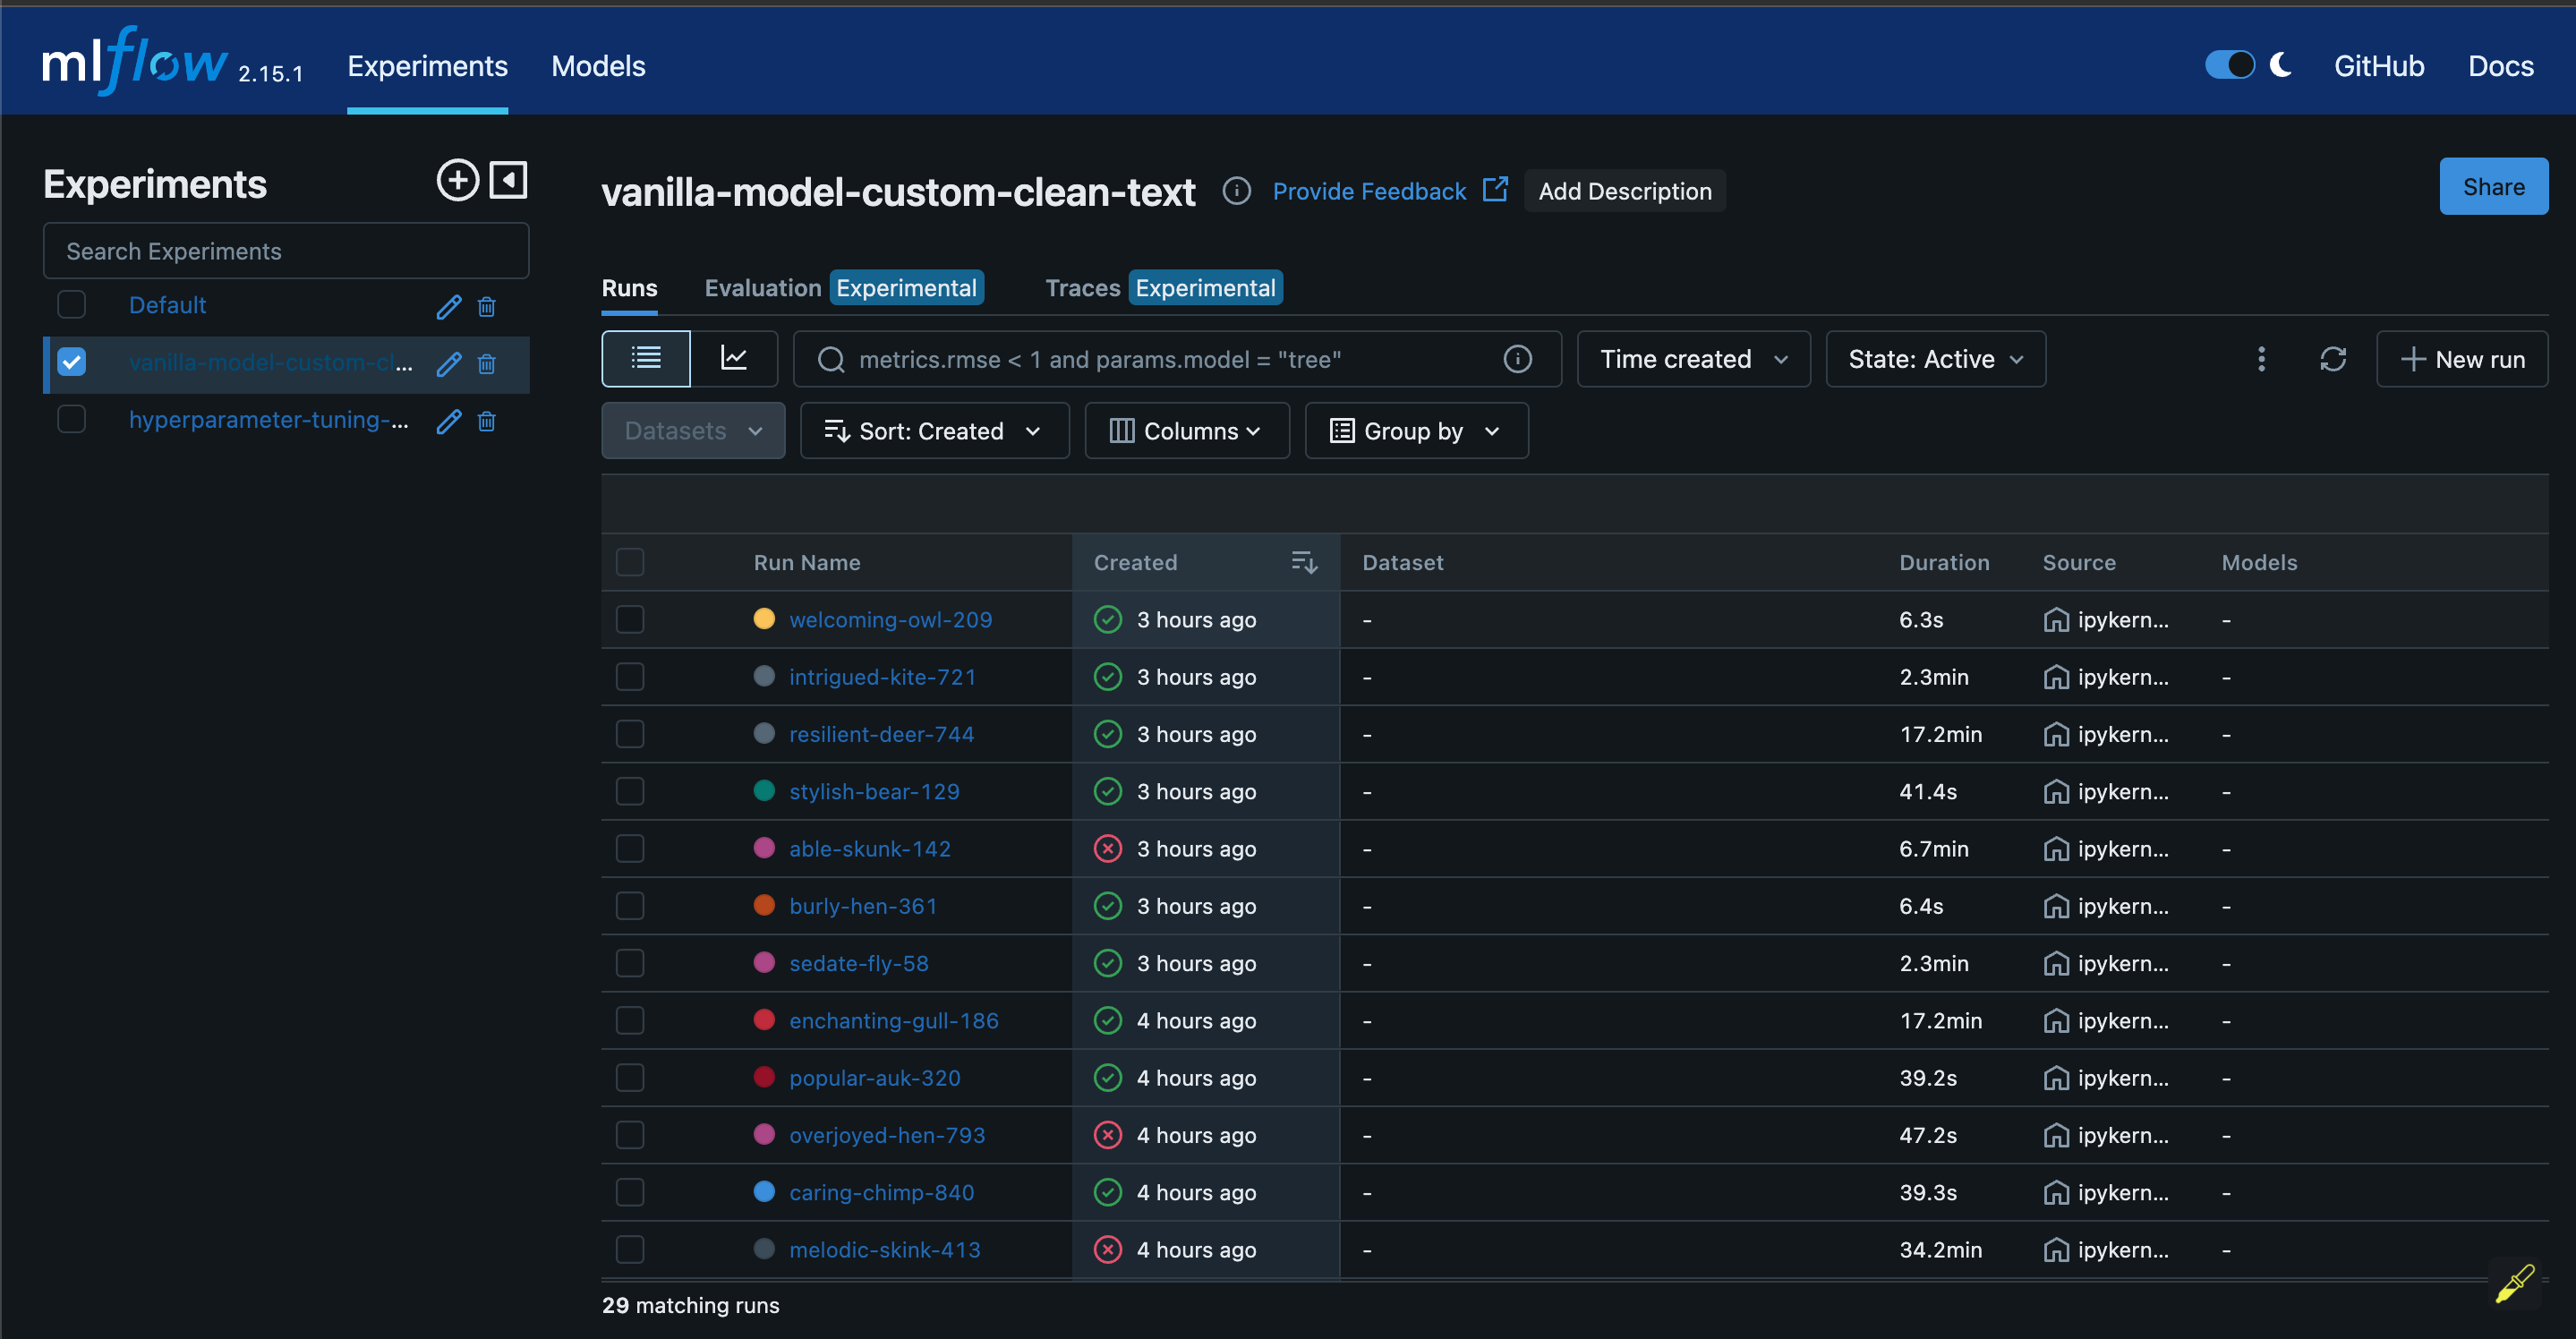 mlflow 2.15.1 Experiments Models GitHub Docs
Experiments
Search Experiments
Default
vanilla-model-custom-cl...
hyperparameter-tuning-...
vanilla-model-custom-clean-text Provide Feedback Add Description Share
Runs Evaluation Experimental Traces Experimental
metrics.rmse < 1 and params.model = "tree" Time created State: Active New run
Datasets Sort: Created Columns Group by
Run Name Created Dataset Duration Source Models
welcoming-owl-209 3 hours ago - 6.3s ipykern... -
intrigued-kite-721 3 hours ago - 2.3min ipykern... -
resilient-deer-744 3 hours ago - 17.2min ipykern... -
stylish-bear-129 3 hours ago - 41.4s ipykern... -
able-skunk-142 3 hours ago - 6.7min ipykern... -
burly-hen-361 3 hours ago - 6.4s ipykern... -
sedate-fly-58 3 hours ago - 2.3min ipykern... -
enchanting-gull-186 4 hours ago - 17.2min ipykern... -
popular-auk-320 4 hours ago - 39.2s ipykern... -
overjoyed-hen-793 4 hours ago - 47.2s ipykern... -
caring-chimp-840 4 hours ago - 39.3s ipykern... -
melodic-skink-413 4 hours ago - 34.2min ipykern... -
29 matching runs